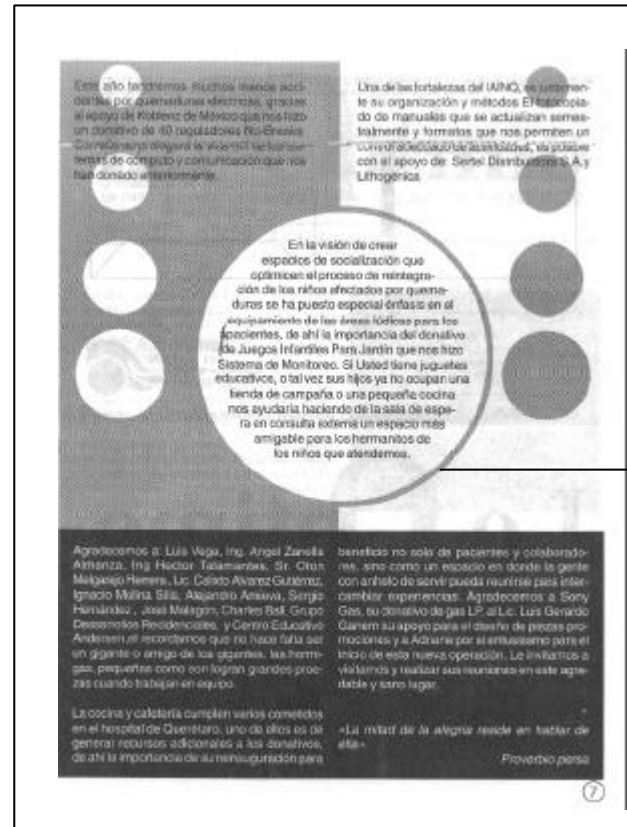 Este año tendremos muchos menos acci-
dentes por quemaduras eléctricas, gracias
al apoyo de Koblenz de México que nos hizo
un donativo de 40 reguladores No-Breaks.
temas de cómputo y comunicación que nos
han donado anteriormente.
Una de las fortalezas del IAINQ, es
te su organización y métodos El fotocopia-
do de manuales que se actualizan semes-
tralmente y formatos que nos permiten un
control adecuado de actividades, es posible
con el apoyo de: Sertel Distribuidores S.A. y
Lithogénica.
En la visión de crear
espacios de socialización que
optimicen el proceso de reintegra-
ción de los niños afectados por quema-
duras se ha puesto especial énfasis en el
equipamiento de las áreas lúdicas para los
pacientes, de ahí la importancia del donativo
de Juegos Infantiles Para Jardín que nos hizo
Sistema de Monitoreo. Si Usted tiene juguetes
educativos, o tal vez sus hijos ya no ocupan una
tienda de campaña o una pequeña cocina
nos ayudaría haciendo de la sala de espe-
ra en consulta externa un espacio más
amigable para los hermanitos de
los niños que atendemos.
Agradecemos a: Luis Vega, Ing. Angel Zanella
Almanza, Ing Hector Talamantes, Sr. Oton
Melgarejo Herrera, Lic. Calixto Alvarez Gutiérrez,
Ignacio Molina Silis, Alejandro Amieva, Sergio
Hernández, José Malagón, Charles Ball, Grupo
Desarrollos Residenciales, y Centro Educativo
Andersen,el recordarnos que no hace falta ser
un gigante o amigo de los gigantes, las hormi-
gas, pequeñas como son logran grandes proe-
zas cuando trabajan en equipo.
La cocina y cafetería cumplen varios cometidos
en el hospital de Querétaro, uno de ellos es de
generar recursos adicionales a los donativos,
de ahí la importancia de su reinauguración para
beneficio no solo de pacientes y colaborado-
res, sino como un espacio en donde la gente
con anhelo de servir pueda reunirse para inter-
cambiar experiencias. Agradecemos a Sony
Gas, su donativo de gas LP, al Lic. Luis Gerardo
Ganem su apoyo para el diseño de piezas pro-
mociones y a Adriana por el entusiasmo para el
inicio de esta nueva operación. Le invitamos a
visitarnos y realizar sus reuniones en este agra-
dable y sano lugar.
«La mitad de la alegría reside en hablar de
ella»
Proverbio persa
7